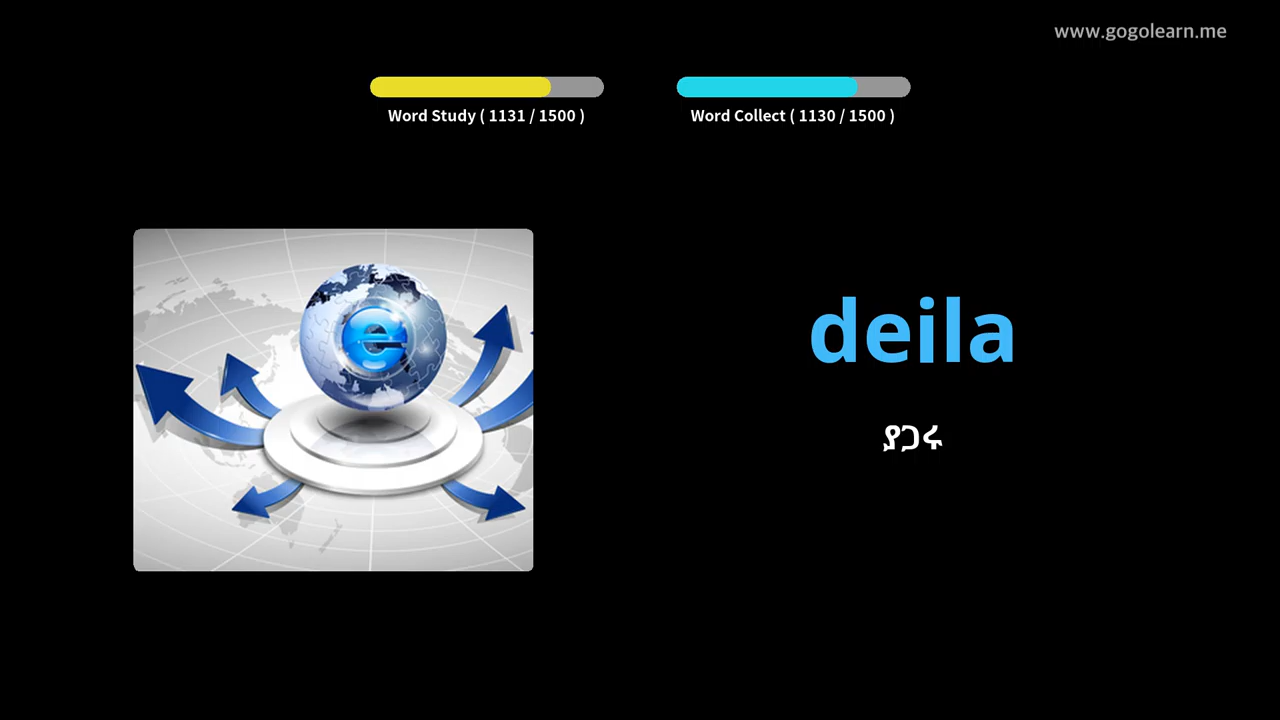 www.gogolearn.me
Word Study ( 1131 / 1500 )
Word Collect ( 1130 / 1500 )
e
deila
ያጋሩ